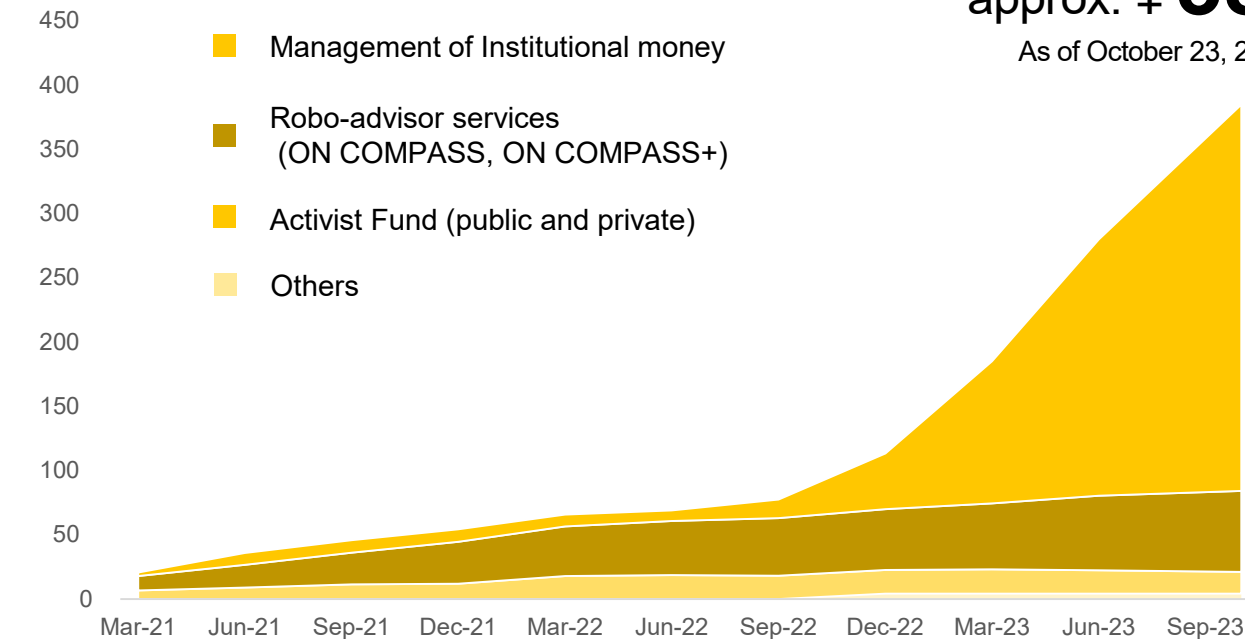 approx. ¥
As of October 23, 2
450
400
350
300
250
200
150
100
50
0
Management of Institutional money
Robo-advisor services
(ON COMPASS, ON COMPASS+)
Activist Fund (public and private)
Others
Mar-21 Jun-21 Sep-21 Dec-21 Mar-22 Jun-22 Sep-22 Dec-22 Mar-23 Jun-23 Sep-23